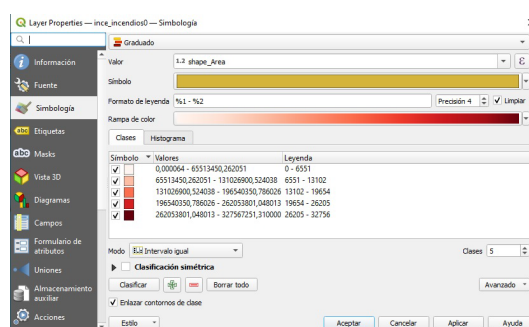 Layer Properties — ince_incendios0 — Simbología
Graduado
Información
Fuente
Simbología
abc Etiquetas
abc Masks
Vista 3D
Diagramas
Campos
Formulario de
atributos
Uniones
Almacenamiento
auxiliar
Acciones
Valor 1.2 shape_Area ε
Símbolo
Formato de leyenda %1 - %2 Precisión 4 Limpiar
Rampa de color
Clases Histograma
Símbolo Valores Leyenda
0,000064 - 65513450,262051 0 - 6551
65513450,262051 - 131026900,524038 6551 - 13102
131026900,524038 - 196540350,786026 13102 - 19654
196540350,786026 - 262053801,048013 19654 - 26205
262053801,048013 - 327567251,310000 26205 - 32756
Modo Intervalo igual Clases 5
Clasificación simétrica
Clasificar Borrar todo Avanzado
Enlazar contornos de clase
Estilo Aceptar Cancelar Aplicar Ayuda